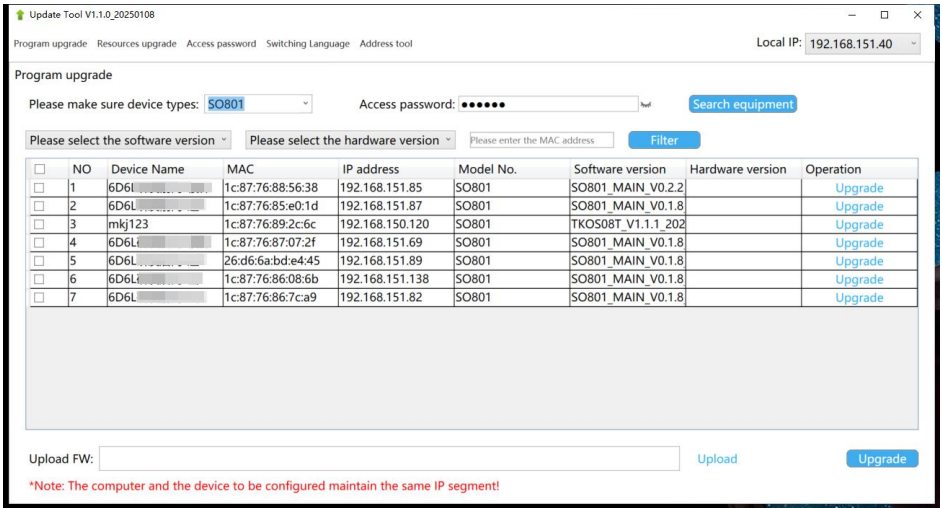 Update Tool V1.1.0_20250108
Program upgrade Resources upgrade Access password Switching Language Address tool Local IP: 192.168.151.40
Program upgrade
Please make sure device types: SO801 Access password: ●●●●●● Search equipment
Please select the software version Please select the hardware version Please enter the MAC address Filter
NO Device Name MAC IP address Model No. Software version Hardware version Operation
1 6D6L 1c:87:76:88:56:38 192.168.151.85 SO801 SO801_MAIN_V0.2.2 Upgrade
2 6D6L 1c:87:76:85:e0:1d 192.168.151.87 SO801 SO801_MAIN_V0.1.8 Upgrade
3 mkj123 1c:87:76:89:2c:6c 192.168.150.120 SO801 TKOS08T_V1.1.1_202 Upgrade
4 6D6L 1c:87:76:87:07:2f 192.168.151.69 SO801 SO801_MAIN_V0.1.8 Upgrade
5 6D6L 26:d6:6a:bd:e4:45 192.168.151.89 SO801 SO801_MAIN_V0.1.8 Upgrade
6 6D6L 1c:87:76:86:08:6b 192.168.151.138 SO801 SO801_MAIN_V0.1.8 Upgrade
7 6D6L 1c:87:76:86:7c:a9 192.168.151.82 SO801 SO801_MAIN_V0.1.8 Upgrade
Upload FW: Upload Upgrade
*Note: The computer and the device to be configured maintain the same IP segment!